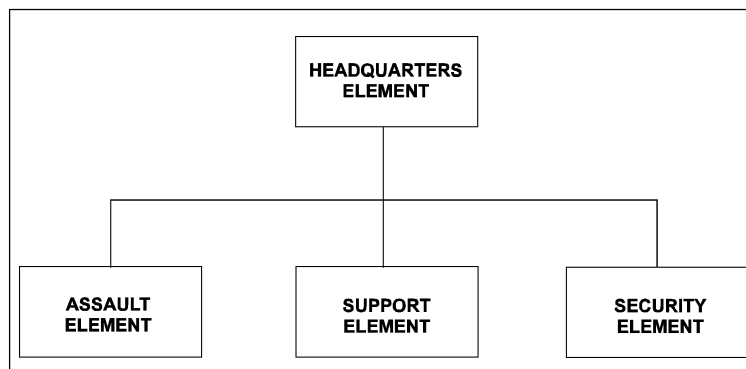 HEADQUARTERS
ELEMENT
ASSAULT
ELEMENT
SUPPORT
ELEMENT
SECURITY
ELEMENT